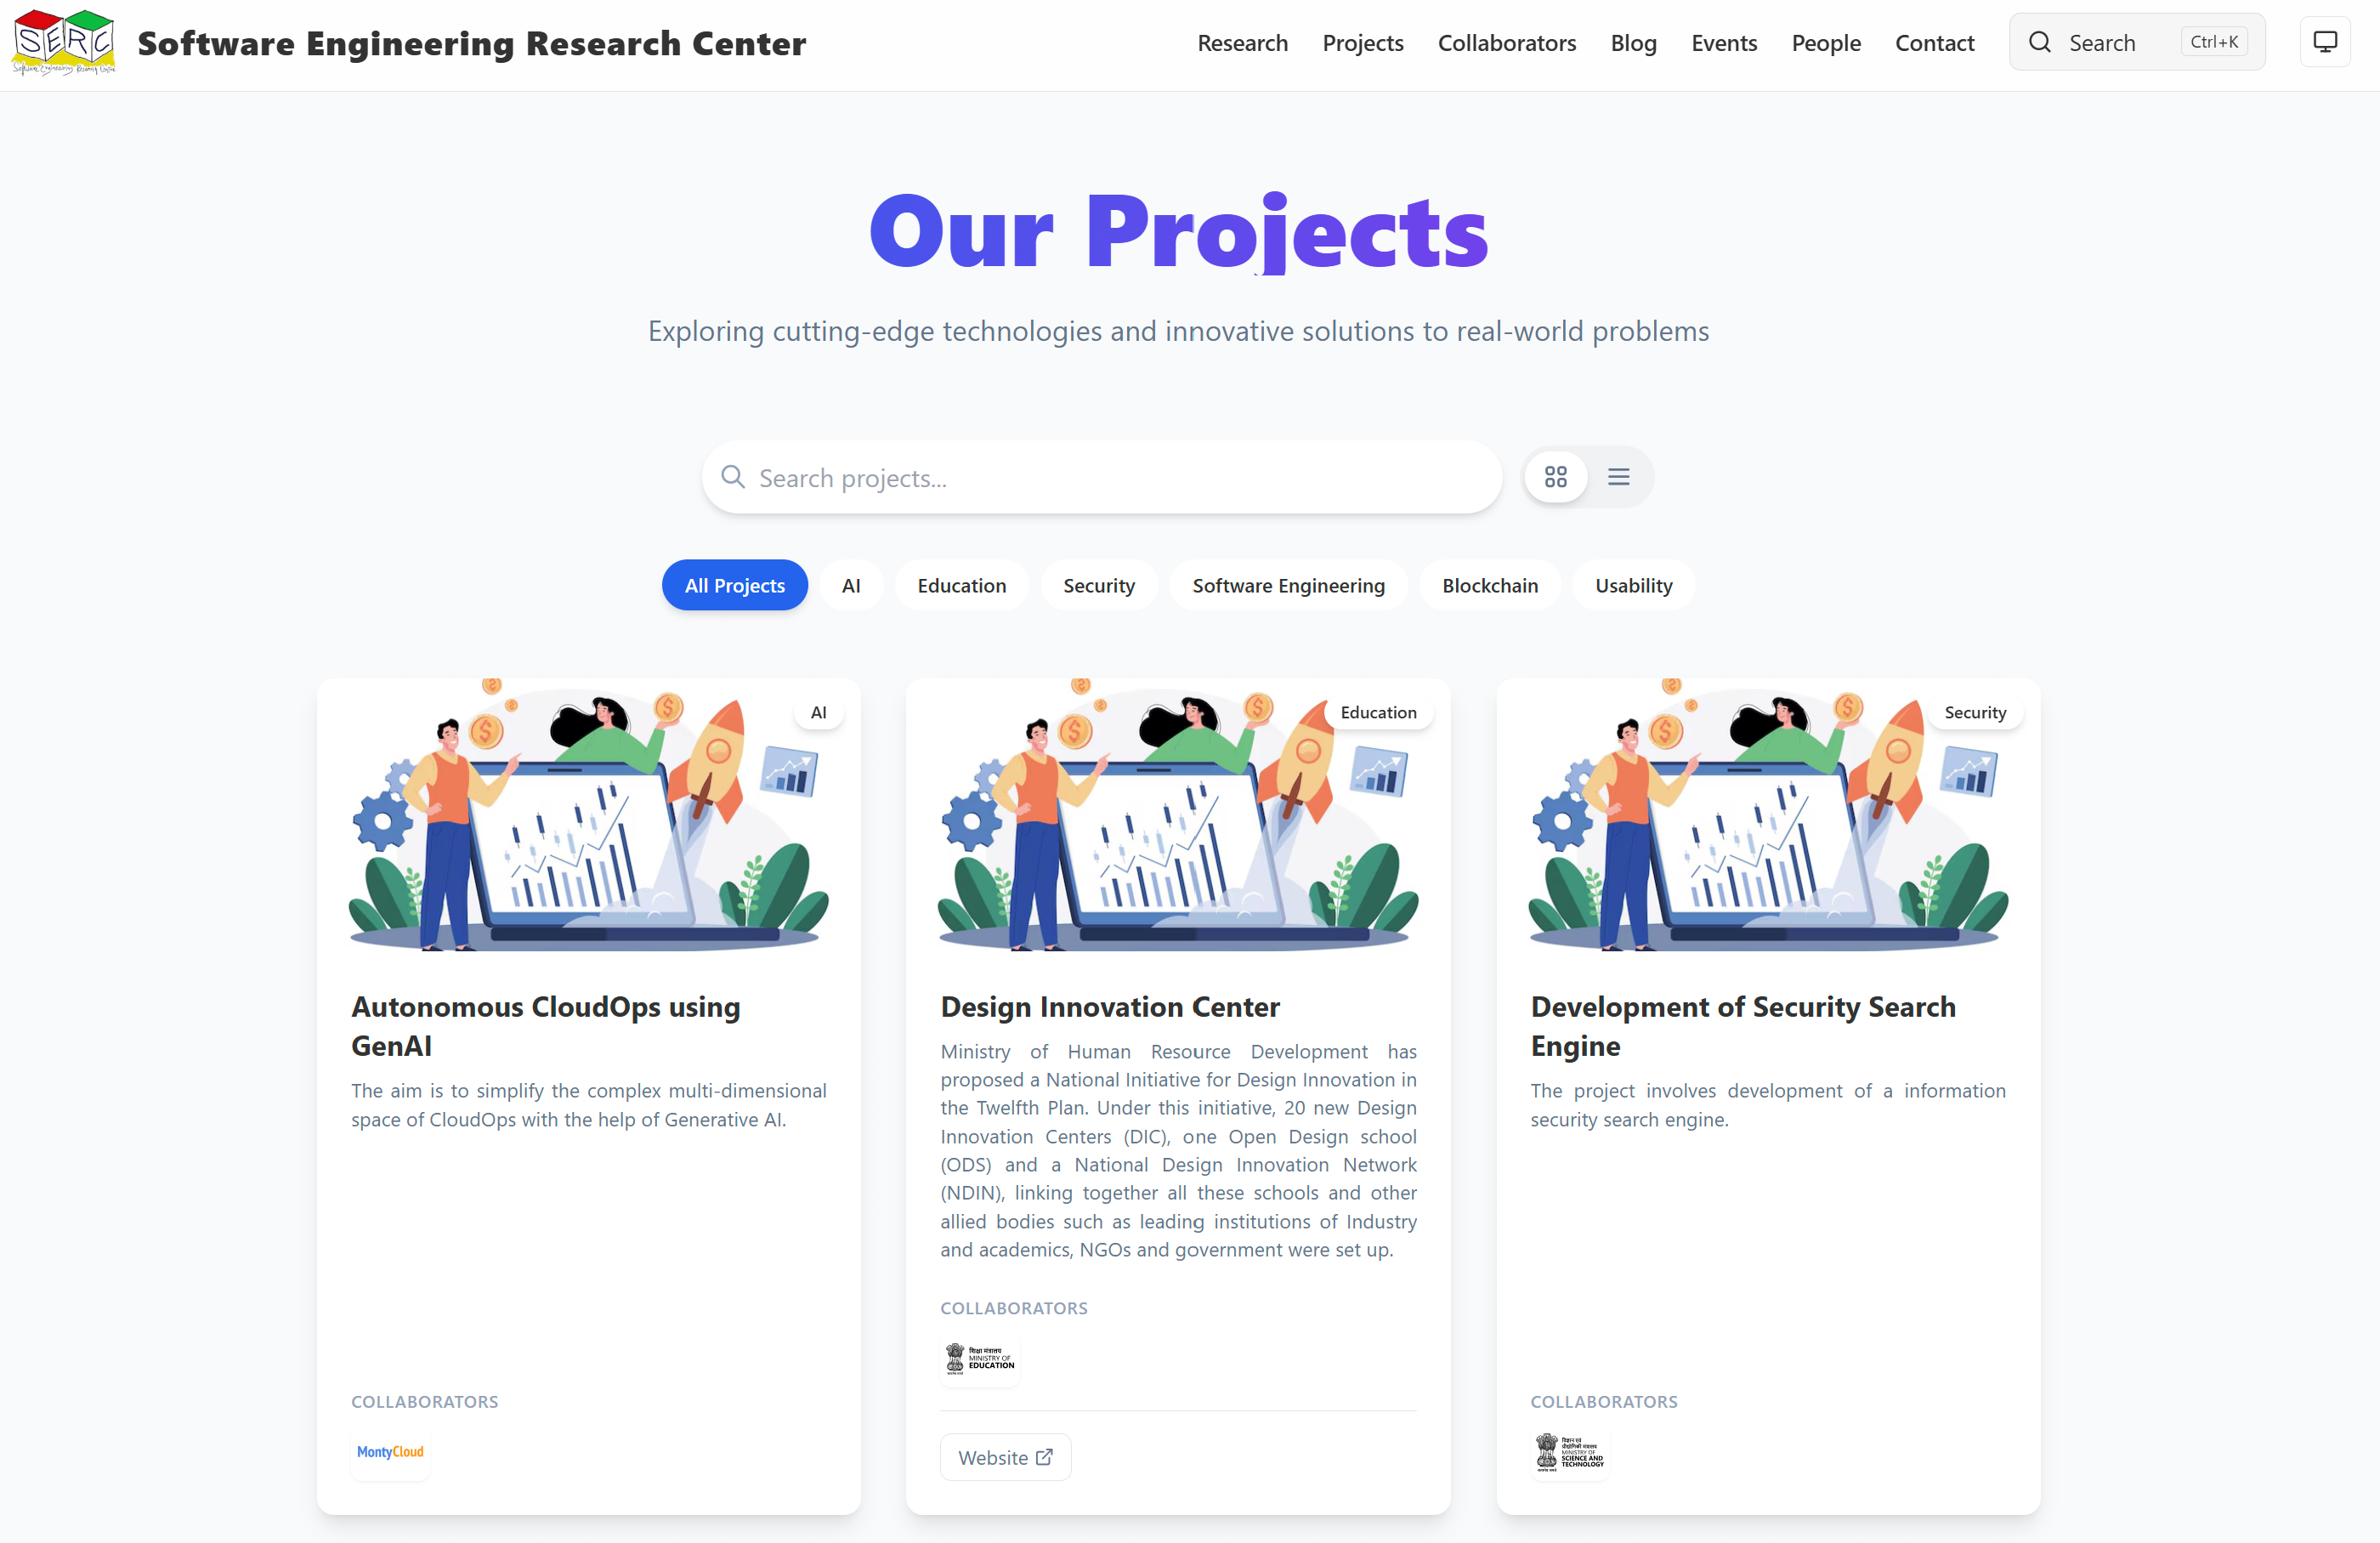 SERC
Software Engineering Research Center
Software Engineering Research Center
Research Projects Collaborators Blog Events People Contact Search Ctrl+K
Our Projects
Exploring cutting-edge technologies and innovative solutions to real-world problems
Search projects...
All Projects AI Education Security Software Engineering Blockchain Usability
AI
Autonomous CloudOps using
GenAI
The aim is to simplify the complex multi-dimensional
space of CloudOps with the help of Generative AI.
COLLABORATORS
MontyCloud
Education
Design Innovation Center
Ministry of Human Resource Development has
proposed a National Initiative for Design Innovation in
the Twelfth Plan. Under this initiative, 20 new Design
Innovation Centers (DIC), one Open Design school
(ODS) and a National Design Innovation Network
(NDIN), linking together all these schools and other
allied bodies such as leading institutions of Industry
and academics, NGOs and government were set up.
COLLABORATORS
शिक्षा मंत्रालय
MINISTRY OF
EDUCATION
Website
Security
Development of Security Search
Engine
The project involves development of a information
security search engine.
COLLABORATORS
विज्ञान एवं
प्रौद्योगिकी मंत्रालय
MINISTRY OF
SCIENCE AND
TECHNOLOGY